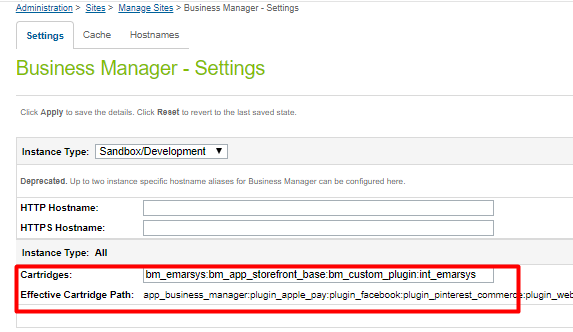 Administration > Sites > Manage Sites > Business Manager - Settings
Settings Cache Hostnames
Business Manager - Settings
Click Apply to save the details. Click Reset to revert to the last saved state.
Instance Type: Sandbox/Development
Deprecated. Up to two instance specific hostname aliases for Business Manager can be configured here.
HTTP Hostname:
HTTPS Hostname:
Instance Type: All
Cartridges: bm_emarsys:bm_app_storefront_base:bm_custom_plugin:int_emarsys
Effective Cartridge Path: app_business_manager:plugin_apple_pay:plugin_facebook:plugin_pinterest_commerce:plugin_web